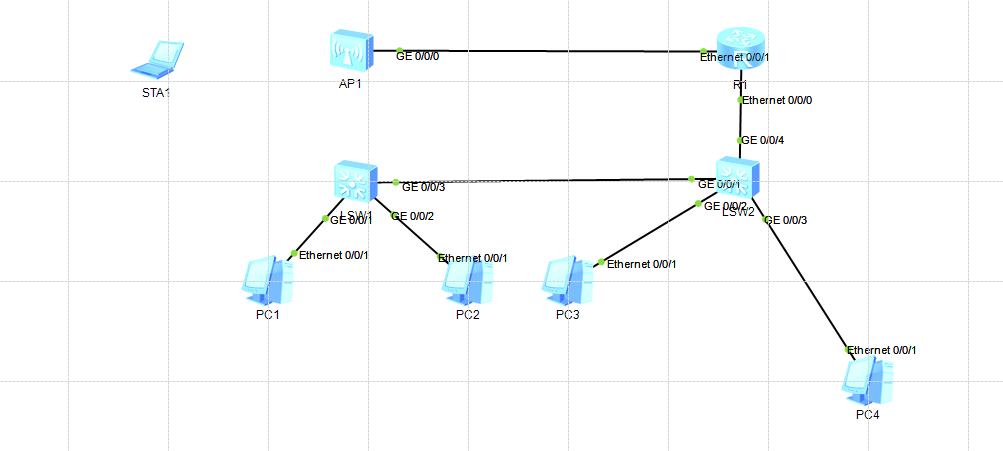 GE 0/0/0
Ethernet 0/0/1
STA1
AP1
R1
Ethernet 0/0/0
GE 0/0/4
GE 0/0/3
GE 0/0/1
LSW1
GE 0/0/1
GE 0/0/2
GE 0/0/2
LSW2
GE 0/0/3
Ethernet 0/0/1
Ethernet 0/0/1
Ethernet 0/0/1
PC1
PC2
PC3
Ethernet 0/0/1
PC4